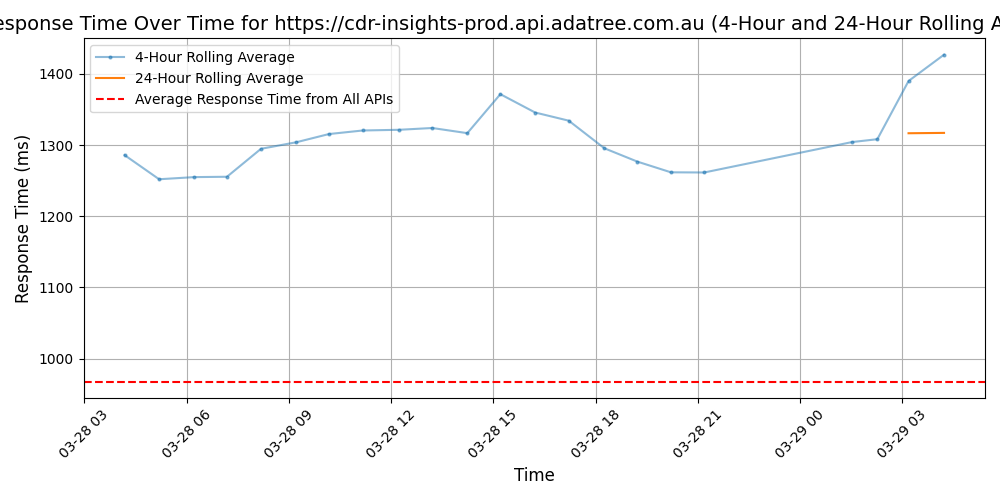 esponse Time Over Time for https://cdr-insights-prod.api.adatree.com.au (4-Hour and 24-Hour Rolling A
4-Hour Rolling Average
24-Hour Rolling Average
Average Response Time from All APIs
Response Time (ms)
1400
1300
1200
1100
1000
03-28 03
03-28 06
03-28 09
03-28 12
03-28 15
03-28 18
03-28 21
03-29 00
03-29 03
Time